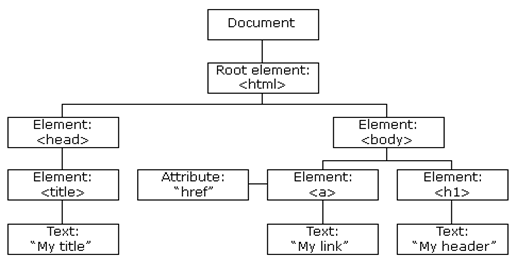 Document
Root element:
<html>
Element:
<head>
Element:
<body>
Element:
<title>
Attribute:
“href”
Element:
<a>
Element:
<h1>
Text:
“My title”
Text:
“My link”
Text:
“My header”